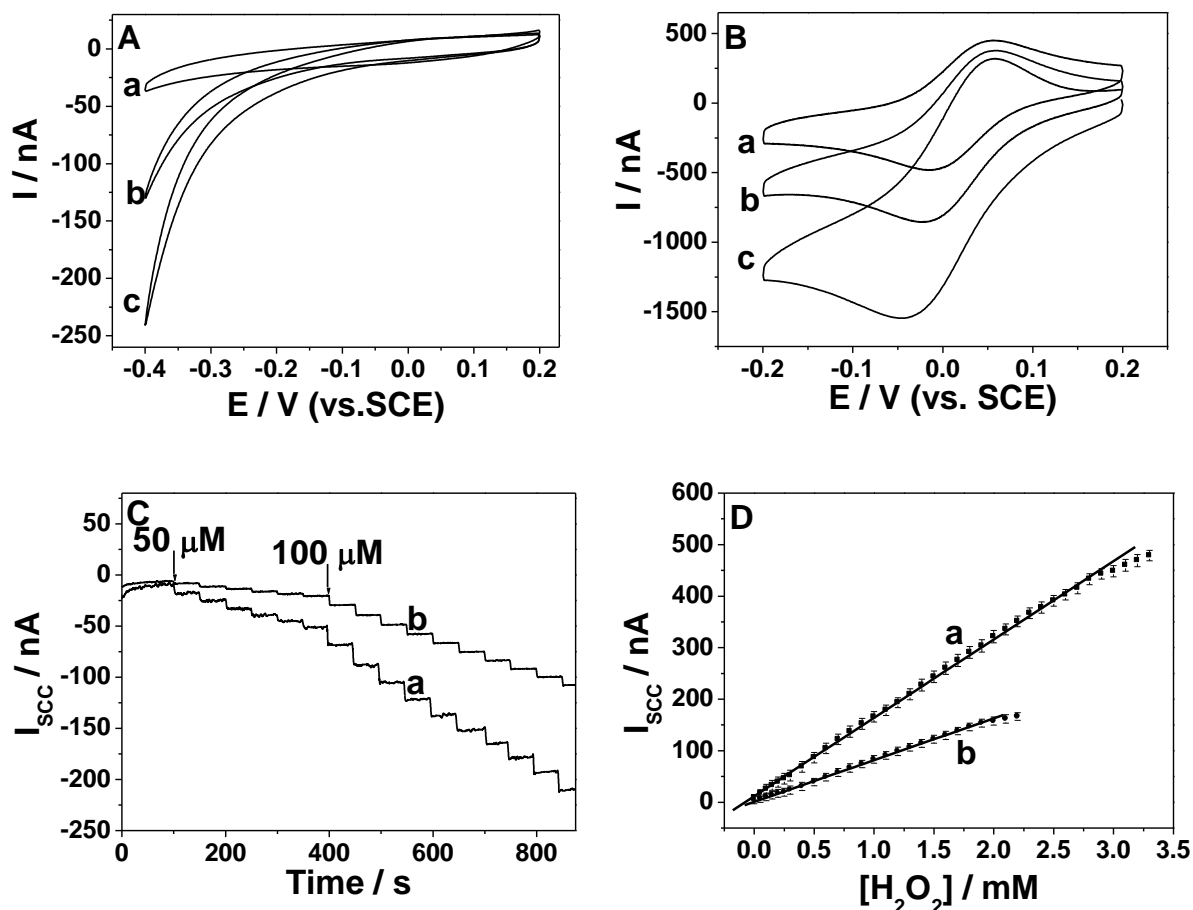 A
50
0
-50
-100
-150
-200
-250
I / nA
a
b
c
-0.4 -0.3 -0.2 -0.1 0.0 0.1 0.2
E / V (vs.SCE)
B
500
0
-500
-1000
-1500
I / nA
a
b
c
-0.2 -0.1 0.0 0.1 0.2
E / V (vs. SCE)
C
50 μM
100 μM
50
0
-50
-100
-150
-200
-250
I_SCC / nA
b
a
0 200 400 600 800
Time / s
D
600
500
400
300
200
100
0
I_SCC / nA
a
b
0.0 0.5 1.0 1.5 2.0 2.5 3.0 3.5
[H₂O₂] / mM